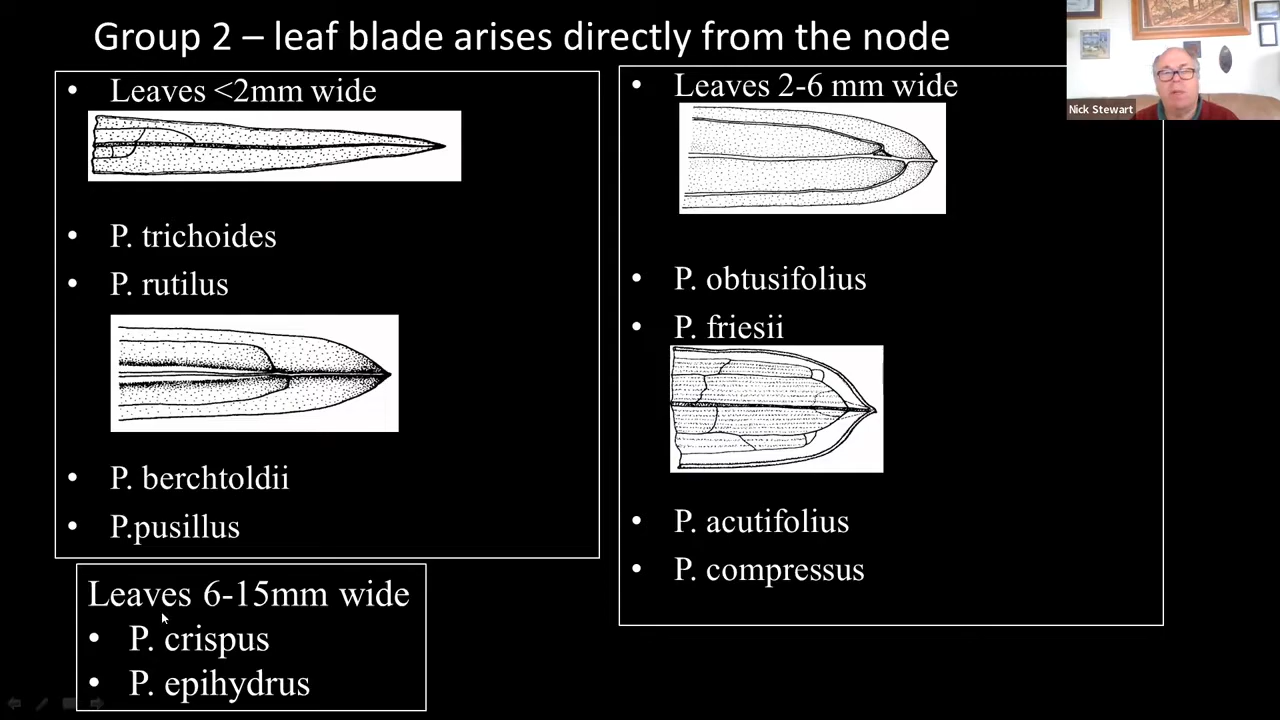 Group 2 – leaf blade arises directly from the node
• Leaves <2mm wide
• P. trichoides
• P. rutilus
• P. berchtoldii
• P.pusillus
Leaves 6-15mm wide
• P. crispus
• P. epihydrus
• Leaves 2-6 mm wide
• P. obtusifolius
• P. friesii
• P. acutifolius
• P. compressus
Nick Stewart